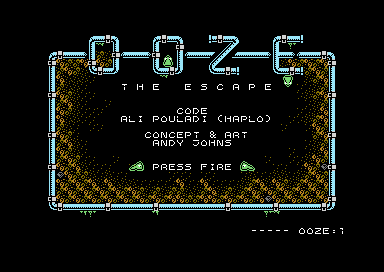 OOZE
THE ESCAPE
CODE
ALI POULADI (HAPLO)
CONCEPT & ART
ANDY JOHNS
PRESS FIRE
----- OOZE:1